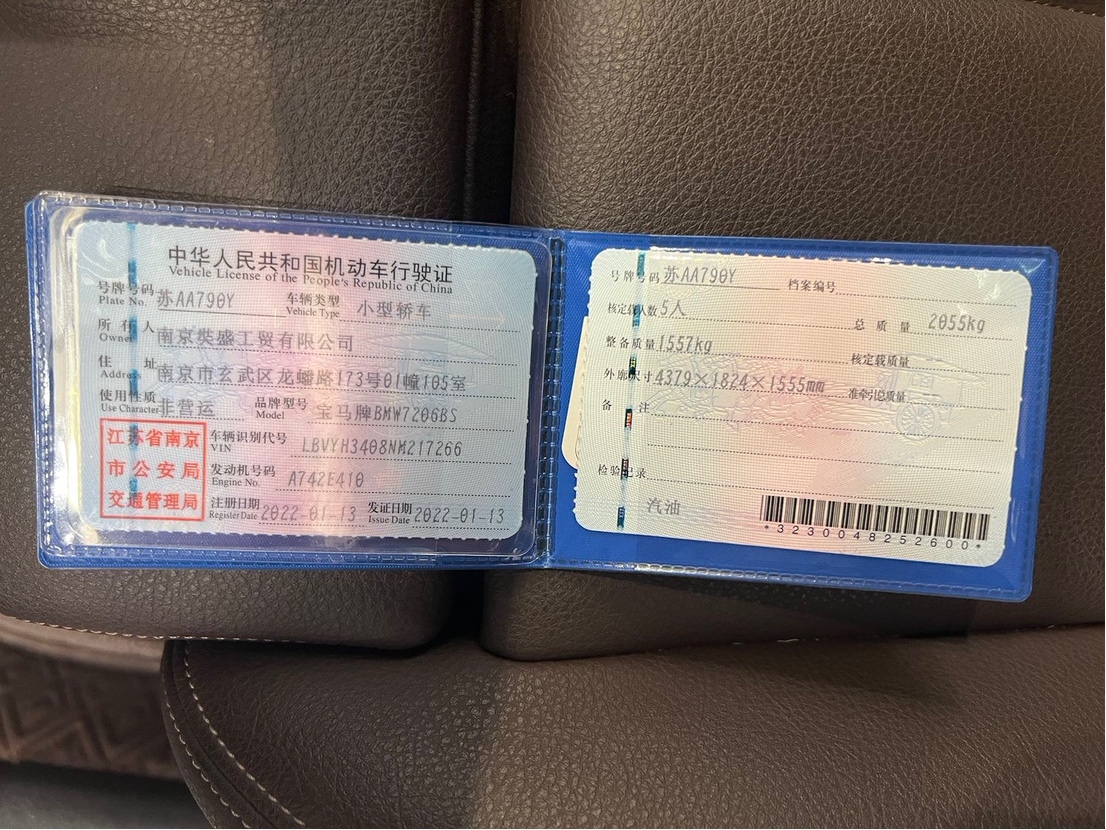 中华人民共和国机动车行驶证
Vehicle License of the People's Republic of China
号牌号码 苏AA790Y 车辆类型 小型轿车
Plate No. Vehicle Type
所有人 南京奘盛工贸有限公司
Owner
住址 南京市玄武区龙蟠路173号01幢105室
Address
使用性质 非营运 品牌型号 宝马牌BMW7206BS
Use Character Model
江苏省南京
市公安局
交通管理局
车辆识别代号 LBVYH3408NM217266
VIN
发动机号码 A742E410
Engine No.
注册日期 2022-01-13 发证日期 2022-01-13
Register Date Issue Date
号牌号码 苏AA790Y 档案编号
核定载人数 5人 总质量 2055kg
整备质量 1557kg 核定载质量
外廓尺寸 4379×1824×1555mm 准牵引总质量
备注
检验记录
汽油
*3230048252600*